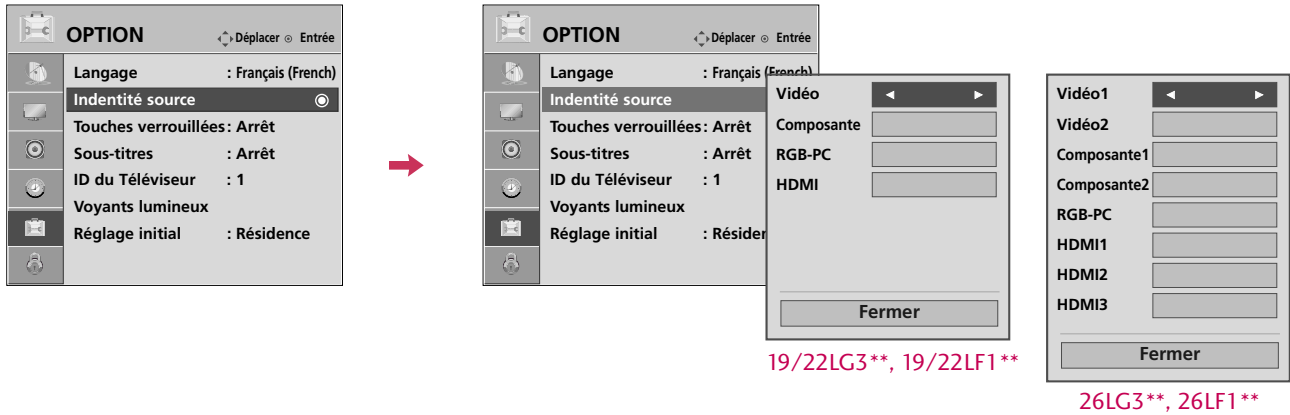 OPTION
Déplacer Entrée
Langage : Français (French)
Indentité source
Touches verrouillées : Arrêt
Sous-titres : Arrêt
ID du Téléviseur : 1
Voyants lumineux
Réglage initial : Résidence
OPTION
Déplacer Entrée
Langage : Français (French)
Indentité source
Touches verrouillées : Arrêt
Sous-titres : Arrêt
ID du Téléviseur : 1
Voyants lumineux
Réglage initial : Résiden
Vidéo
Composante
RGB-PC
HDMI
Fermer
19/22LG3**, 19/22LF1**
Vidéo1
Vidéo2
Composante1
Composante2
RGB-PC
HDMI1
HDMI2
HDMI3
Fermer
26LG3**, 26LF1**